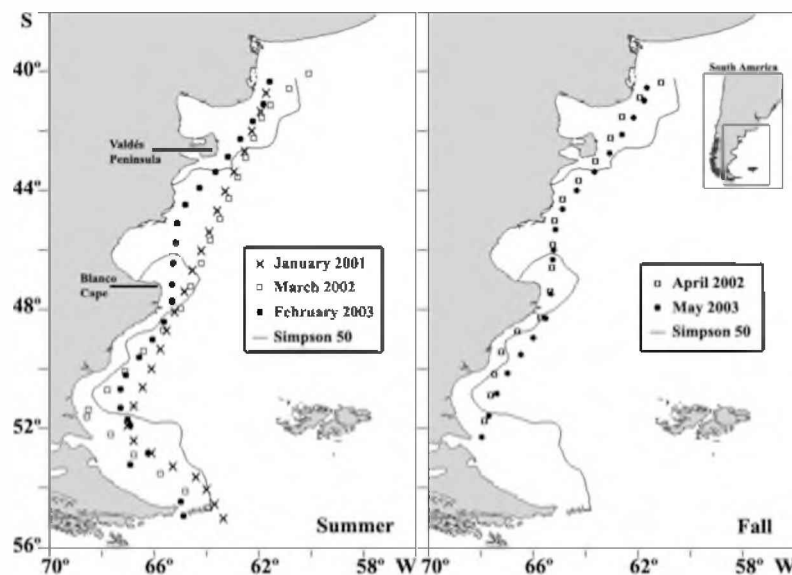 S
40°
44°
48°
52°
56°
Valdés
Peninsula
Blanco
Cape
January 2001
March 2002
February 2003
Simpson 50
Summer
70° 66° 62° 58° W
South America
April 2002
May 2003
Simpson 50
Fall
70° 66° 62° 58° W